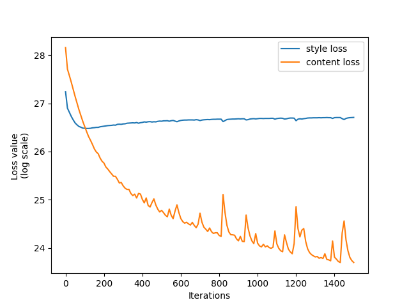 style loss
content loss
28
27
26
25
24
Loss value
(log scale)
0
200
400
600
800
1000
1200
1400
Iterations